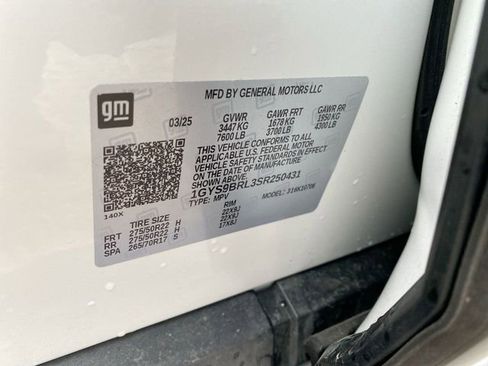 gm
MFD BY GENERAL MOTORS LLC
03/25 GVWR GAWR FRT GAWR RR
3447 KG 1678 KG 1950 KG
7600 LB 3700 LB 4300 LB
THIS VEHICLE CONFORMS TO ALL APPLICABLE
U.S. FEDERAL MOTOR
VEHICLE SAFETY STANDARDS IN EFFECT
ON THE DATE OF MANUFACTURE SHOWN ABOVE.
1GYS9BRL3SR250431
TYPE: MPV
140X
TIRE SIZE RIM
FRT 275/50R22 H 22X9J
RR 275/50R22 H 22X9J
SPA 265/70R17 S 17X8J